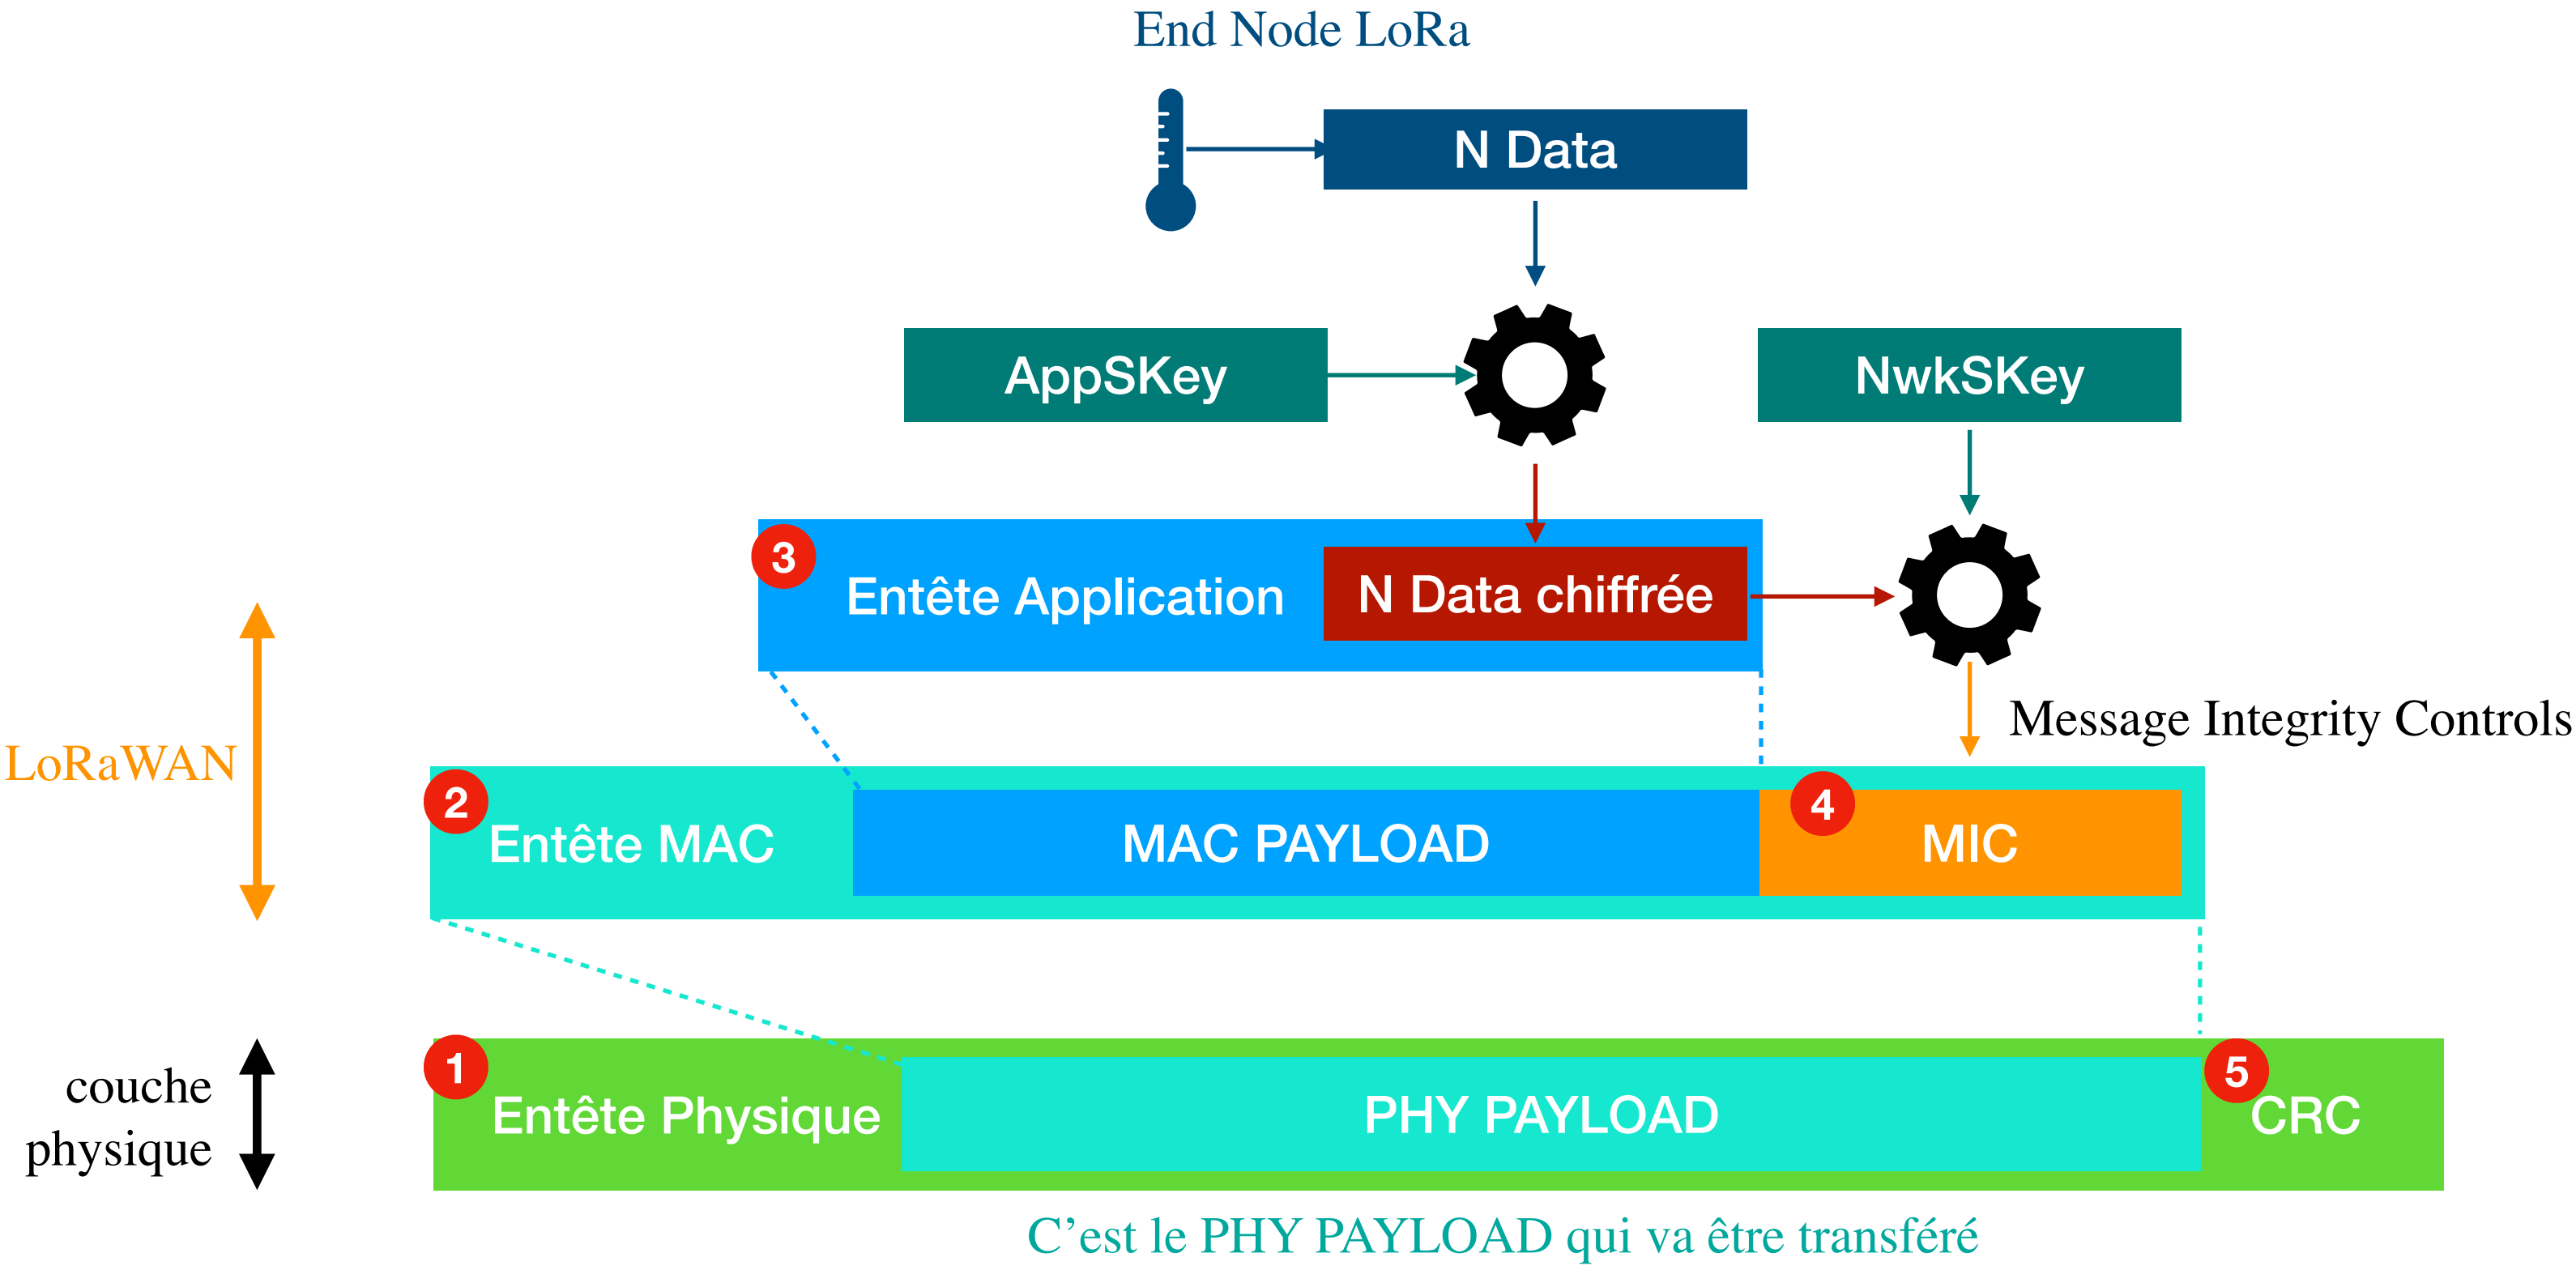 End Node LoRa
N Data
AppSKey
NwkSKey
3
Entête Application
N Data chiffrée
Message Integrity Controls
LoRaWAN
2
Entête MAC
MAC PAYLOAD
4
MIC
couche
physique
1
Entête Physique
PHY PAYLOAD
5
CRC
C’est le PHY PAYLOAD qui va être transféré